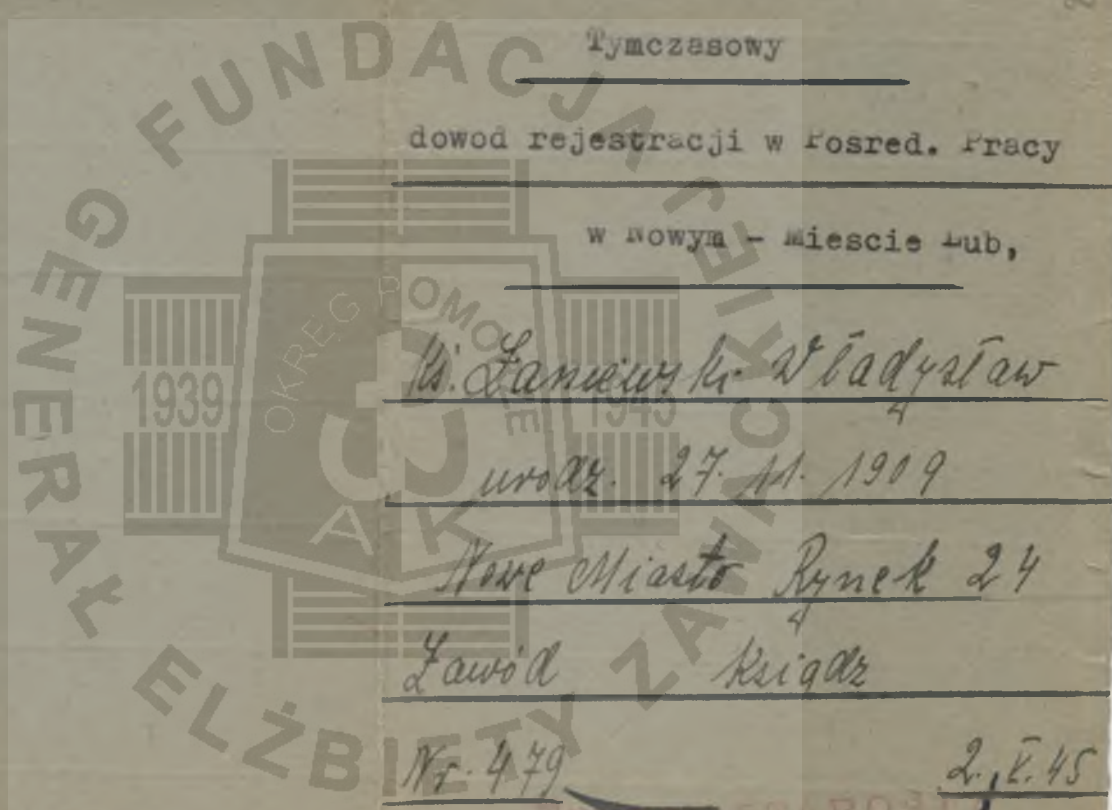 Tymczasowy
dowod rejestracji w Posred. Pracy
w Nowym - Miescie Lub,
Ks. Zaniewski Władysław
urodz. 27. 11. 1909
Nowe Miasto Rynek 24
Zawód ksiądz
Nr. 479 2. V. 45
FUNDACJA GENERAŁ ELŻBIETY ZAWACKIEJ
OKRĘG POMORZE
1939 1945
AK